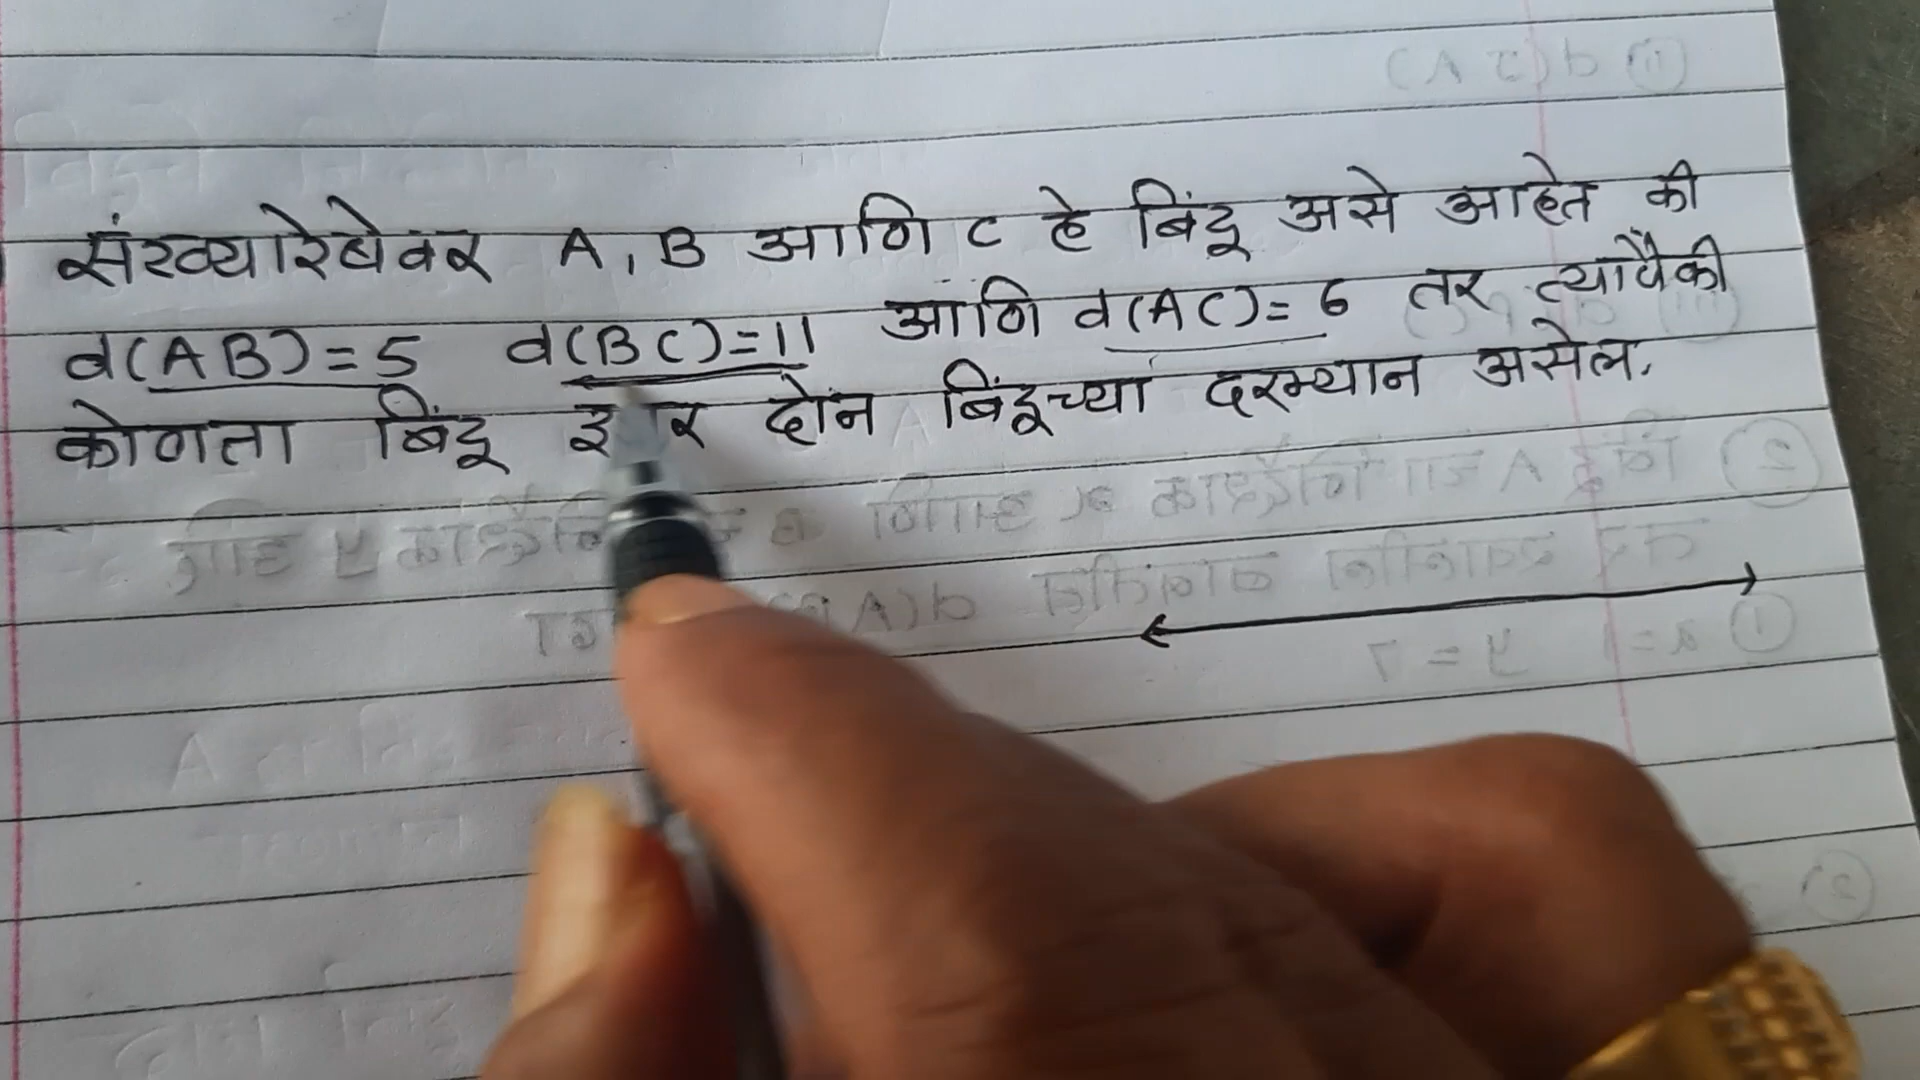 संख्यारेषेवर A, B आणि C हे बिंदू असे आहेत की
d(AB)=5 d(BC)=11 आणि d(AC)=6 तर त्यांपैकी
कोणता बिंदू दोन बिंदूच्या दरम्यान असेल.